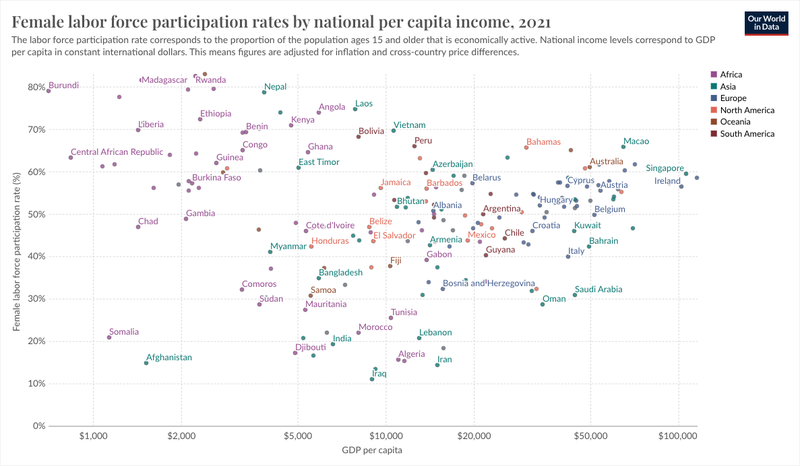 Female labor force participation rates by national per capita income, 2021
Our World
in Data
The labor force participation rate corresponds to the proportion of the population ages 15 and older that is economically active. National income levels correspond to GDP
per capita in constant international dollars. This means figures are adjusted for inflation and cross-country price differences.
Female labor force participation rate (%)
80%
70%
60%
50%
40%
30%
20%
10%
0%
Burundi
Madagascar
Rwanda
Nepal
Liberia
Ethiopia
Benin
Kenya
Angola
Laos
Vietnam
Bolivia
Peru
Bahamas
Macao
Central African Republic
Congo
Ghana
Guinea
East Timor
Azerbaijan
Australia
Singapore
Burkina Faso
Jamaica
Barbados
Belarus
Cyprus
Austria
Ireland
Bhutan
Albania
Argentina
Hungary
Belgium
Chad
Gambia
Cote d'Ivoire
Belize
El Salvador
Honduras
Armenia
Mexico
Chile
Croatia
Kuwait
Myanmar
Gabon
Guyana
Italy
Bahrain
Fiji
Comoros
Bangladesh
Bosnia and Herzegovina
Sudan
Samoa
Mauritania
Oman
Saudi Arabia
Tunisia
Somalia
Morocco
India
Lebanon
Djibouti
Algeria
Iran
Afghanistan
Iraq
$1,000
$2,000
$5,000
$10,000
$20,000
$50,000
$100,000
GDP per capita
Africa
Asia
Europe
North America
Oceania
South America